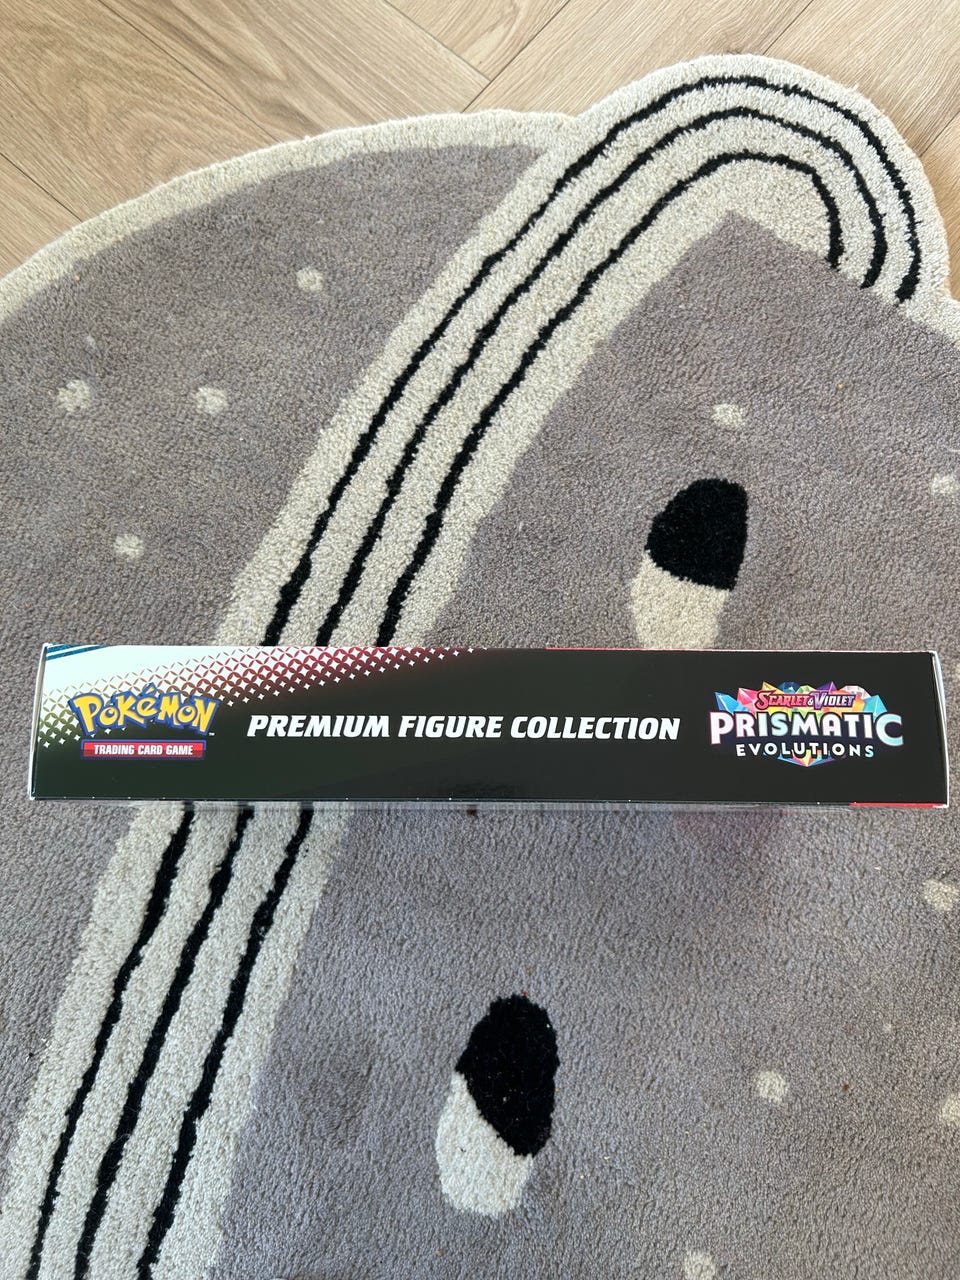 Pokémon
TRADING CARD GAME
PREMIUM FIGURE COLLECTION
SCARLET & VIOLET
PRISMATIC
EVOLUTIONS